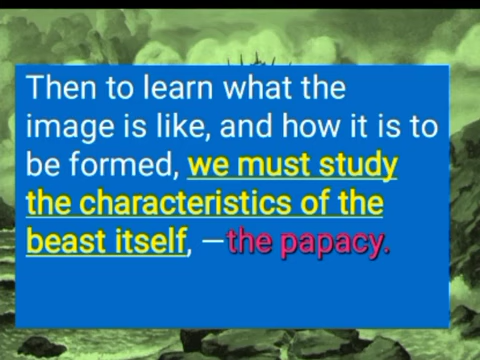 Then to learn what the
image is like, and how it is to
be formed, we must study
the characteristics of the
beast itself, —the papacy.